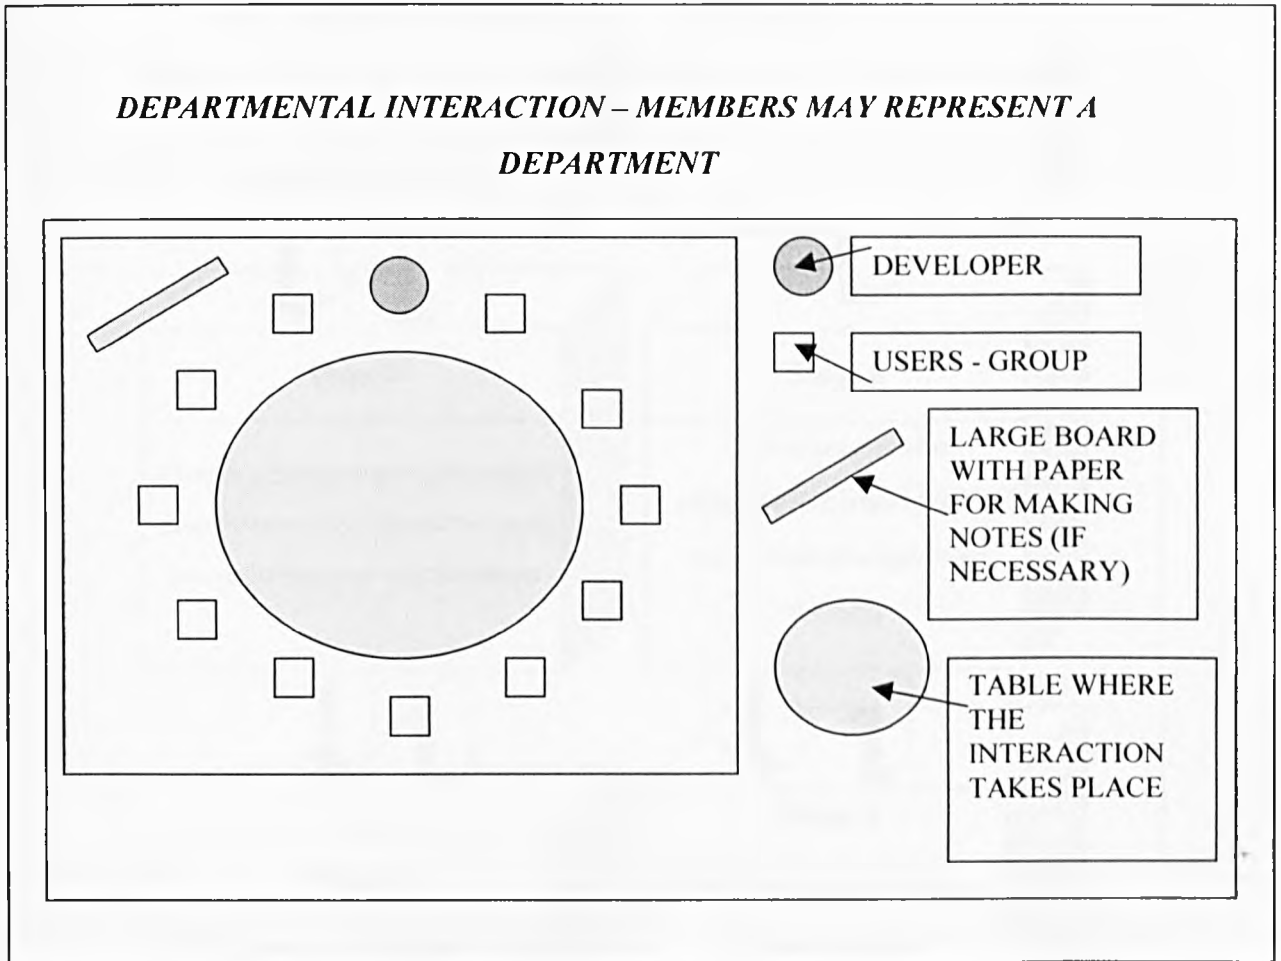 DEPARTMENTAL INTERACTION – MEMBERS MAY REPRESENT A
DEPARTMENT
DEVELOPER
USERS - GROUP
LARGE BOARD
WITH PAPER
FOR MAKING
NOTES (IF
NECESSARY)
TABLE WHERE
THE
INTERACTION
TAKES PLACE